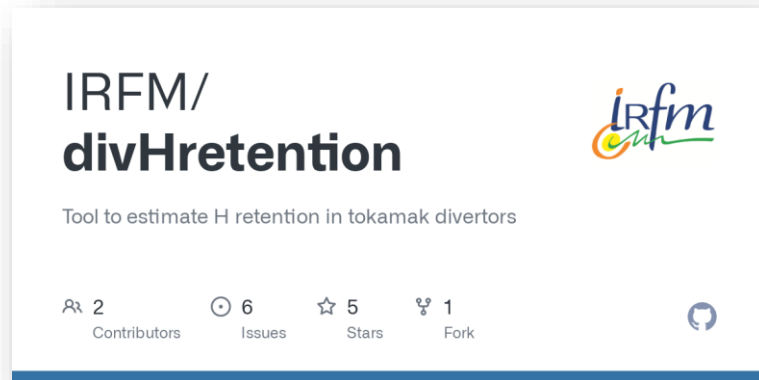 IRFM/
divHretention
irfm
Tool to estimate H retention in tokamak divertors
2
Contributors
6
Issues
5
Stars
1
Fork